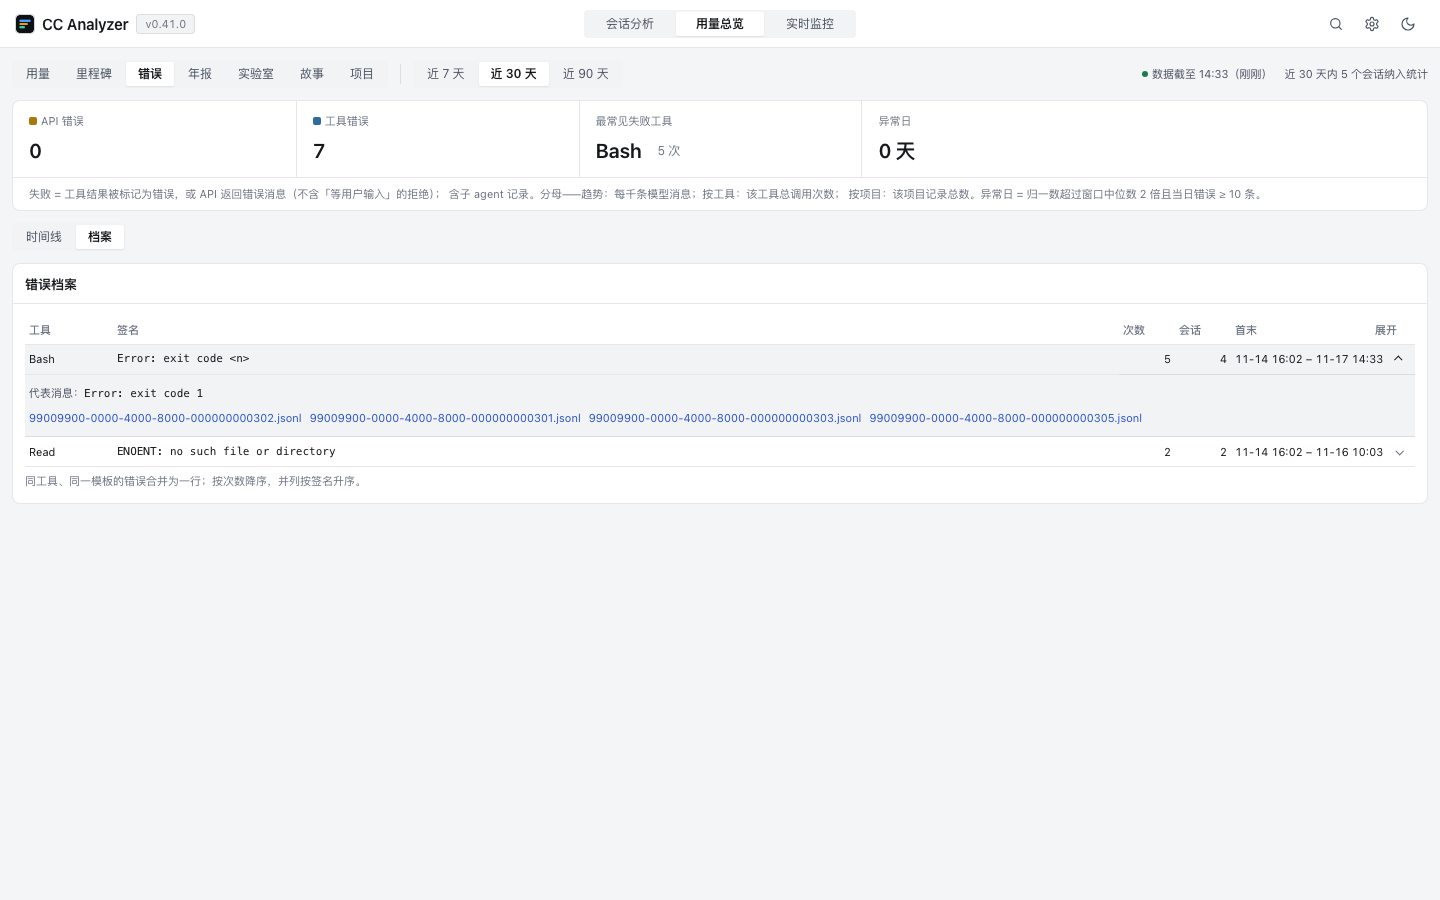 CC Analyzer v0.41.0 会话分析 用量总览 实时监控
用量 里程碑 错误 年报 实验室 故事 项目 近 7 天 近 30 天 近 90 天 数据截至 14:33（刚刚） 近 30 天内 5 个会话纳入统计
API 错误 工具错误 最常见失败工具 异常日
0 7 Bash 5 次 0 天
失败 = 工具结果被标记为错误，或 API 返回错误消息（不含「等用户输入」的拒绝）； 含子 agent 记录。分母——趋势：每千条模型消息；按工具：该工具总调用次数； 按项目：该项目记录总数。异常日 = 归一数超过窗口中位数 2 倍且当日错误 ≥ 10 条。
时间线 档案
错误档案
工具 签名 次数 会话 首末 展开
Bash Error: exit code <n> 5 4 11-14 16:02 – 11-17 14:33
代表消息：Error: exit code 1
99009900-0000-4000-8000-000000000302.jsonl 99009900-0000-4000-8000-000000000301.jsonl 99009900-0000-4000-8000-000000000303.jsonl 99009900-0000-4000-8000-000000000305.jsonl
Read ENOENT: no such file or directory 2 2 11-14 16:02 – 11-16 10:03
同工具、同一模板的错误合并为一行；按次数降序，并列按签名升序。